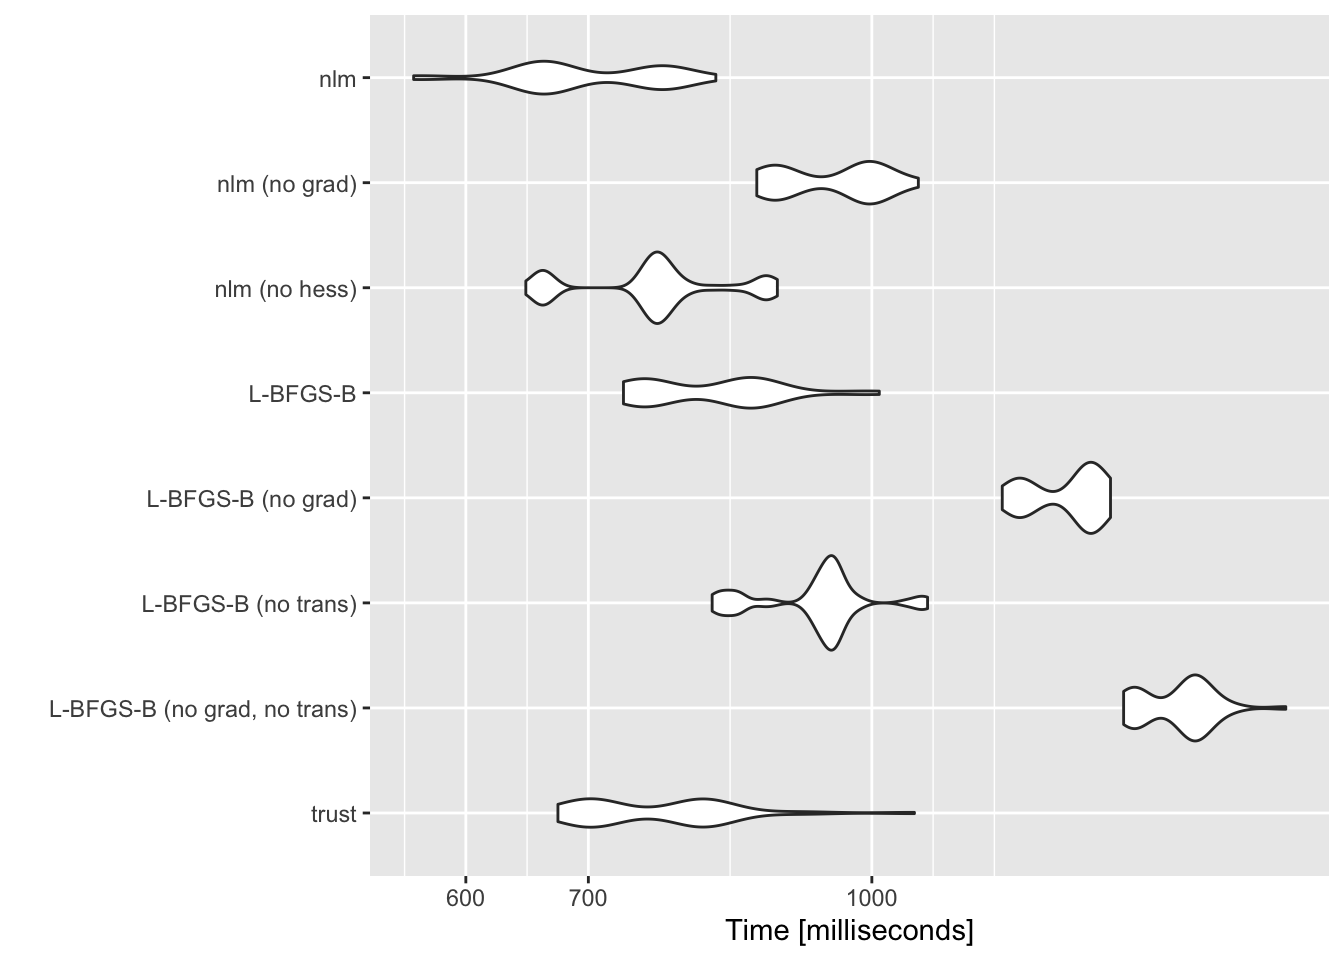 nlm
nlm (no grad)
nlm (no hess)
L-BFGS-B
L-BFGS-B (no grad)
L-BFGS-B (no trans)
L-BFGS-B (no grad, no trans)
trust
600 700 1000
Time [milliseconds]